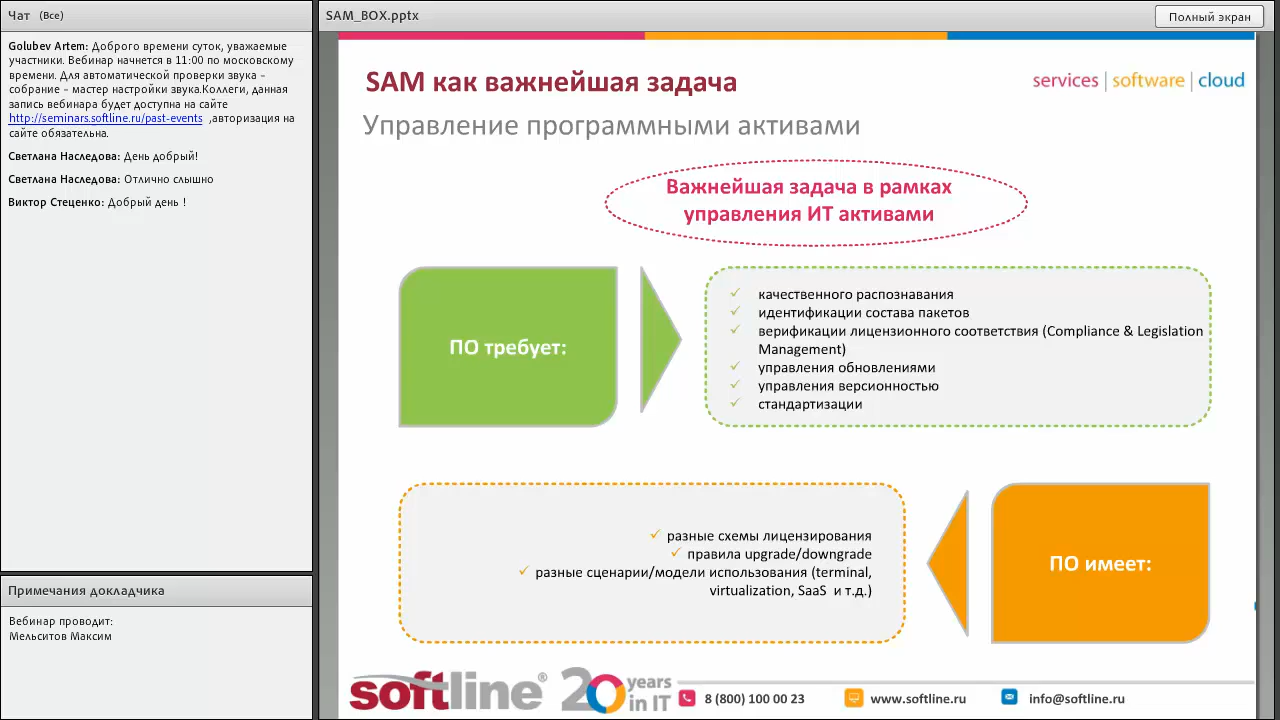 Чат (Все)
Golubev Artem: Доброго времени суток, уважаемые
участники. Вебинар начнется в 11:00 по московскому
времени. Для автоматической проверки звука -
собрание - мастер настройки звука.Коллеги, данная
запись вебинара будет доступна на сайте
http://seminars.softline.ru/past-events ,авторизация на
сайте обязательна.
Светлана Наследова: День добрый!
Светлана Наследова: Отлично слышно
Виктор Стеценко: Добрый день !
Примечания докладчика
Вебинар проводит:
Мельситов Максим
SAM_BOX.pptx
Полный экран
SAM как важнейшая задача
services | software | cloud
Управление программными активами
Важнейшая задача в рамках
управления ИТ активами
ПО требует:
качественного распознавания
идентификации состава пакетов
верификации лицензионного соответствия (Compliance & Legislation
Management)
управления обновлениями
управления версионностью
стандартизации
разные схемы лицензирования
правила upgrade/downgrade
разные сценарии/модели использования (terminal,
virtualization, SaaS и т.д.)
ПО имеет:
softline® 20 years
in IT
8 (800) 100 00 23
www.softline.ru
info@softline.ru